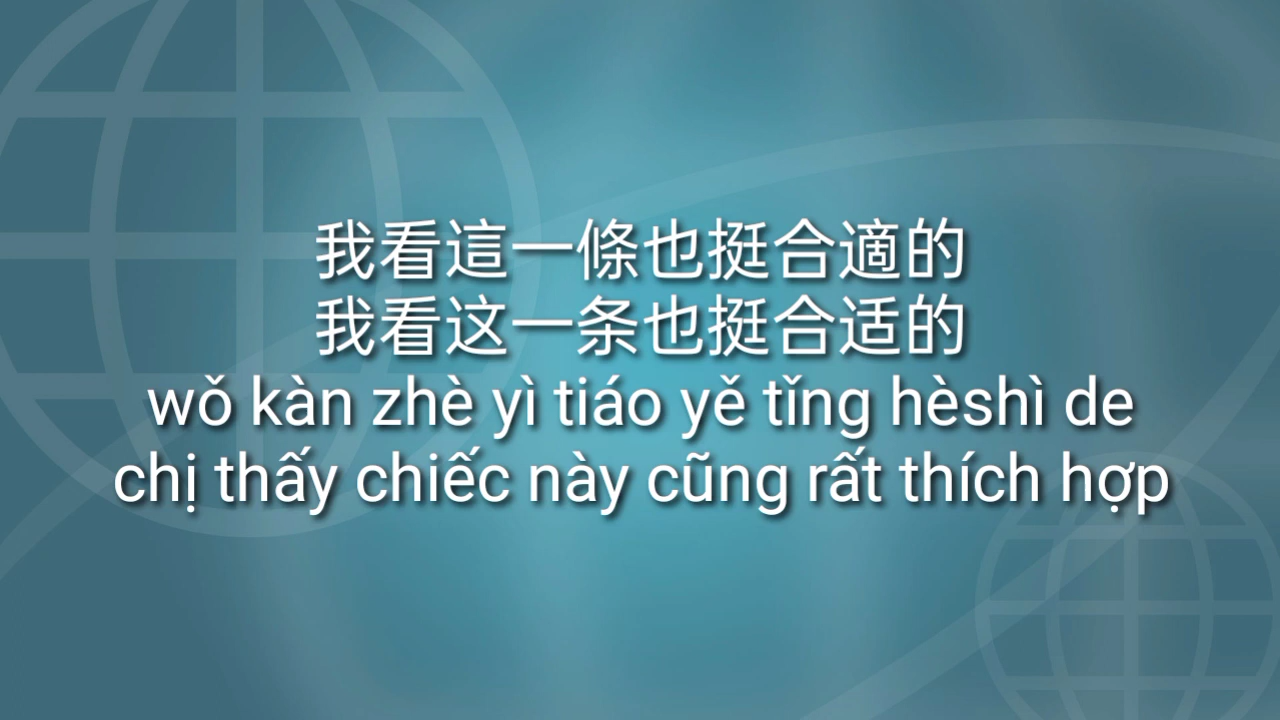 我看這一條也挺合適的
我看这一条也挺合适的
wǒ kàn zhè yì tiáo yě tǐng hèshì de
chị thấy chiếc này cũng rất thích hợp